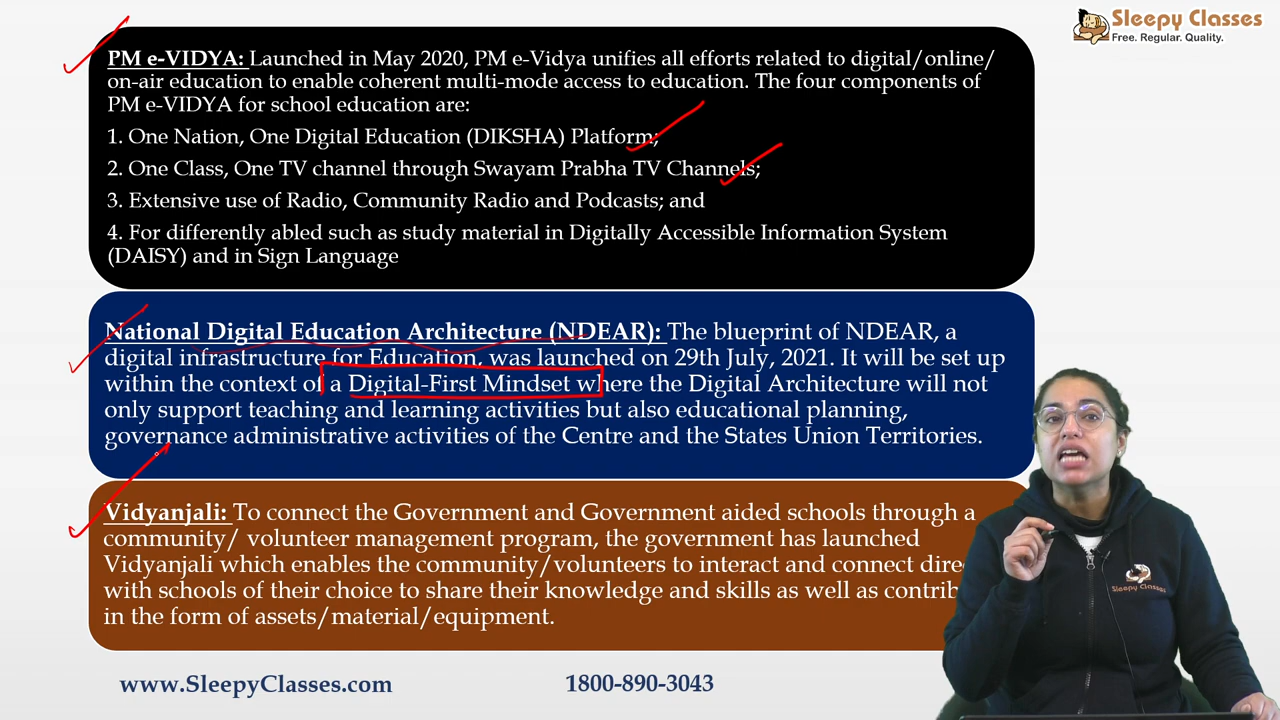 Sleepy Classes
Free. Regular. Quality.
PM e-VIDYA: Launched in May 2020, PM e-Vidya unifies all efforts related to digital/online/
on-air education to enable coherent multi-mode access to education. The four components of
PM e-VIDYA for school education are:
1. One Nation, One Digital Education (DIKSHA) Platform;
2. One Class, One TV channel through Swayam Prabha TV Channels;
3. Extensive use of Radio, Community Radio and Podcasts; and
4. For differently abled such as study material in Digitally Accessible Information System
(DAISY) and in Sign Language
National Digital Education Architecture (NDEAR): The blueprint of NDEAR, a
digital infrastructure for Education, was launched on 29th July, 2021. It will be set up
within the context of a Digital-First Mindset where the Digital Architecture will not
only support teaching and learning activities but also educational planning,
governance administrative activities of the Centre and the States Union Territories.
Vidyanjali: To connect the Government and Government aided schools through a
community/ volunteer management program, the government has launched
Vidyanjali which enables the community/volunteers to interact and connect
with schools of their choice to share their knowledge and skills as well as
in the form of assets/material/equipment.
Sleepy Classes
www.SleepyClasses.com
1800-890-3043